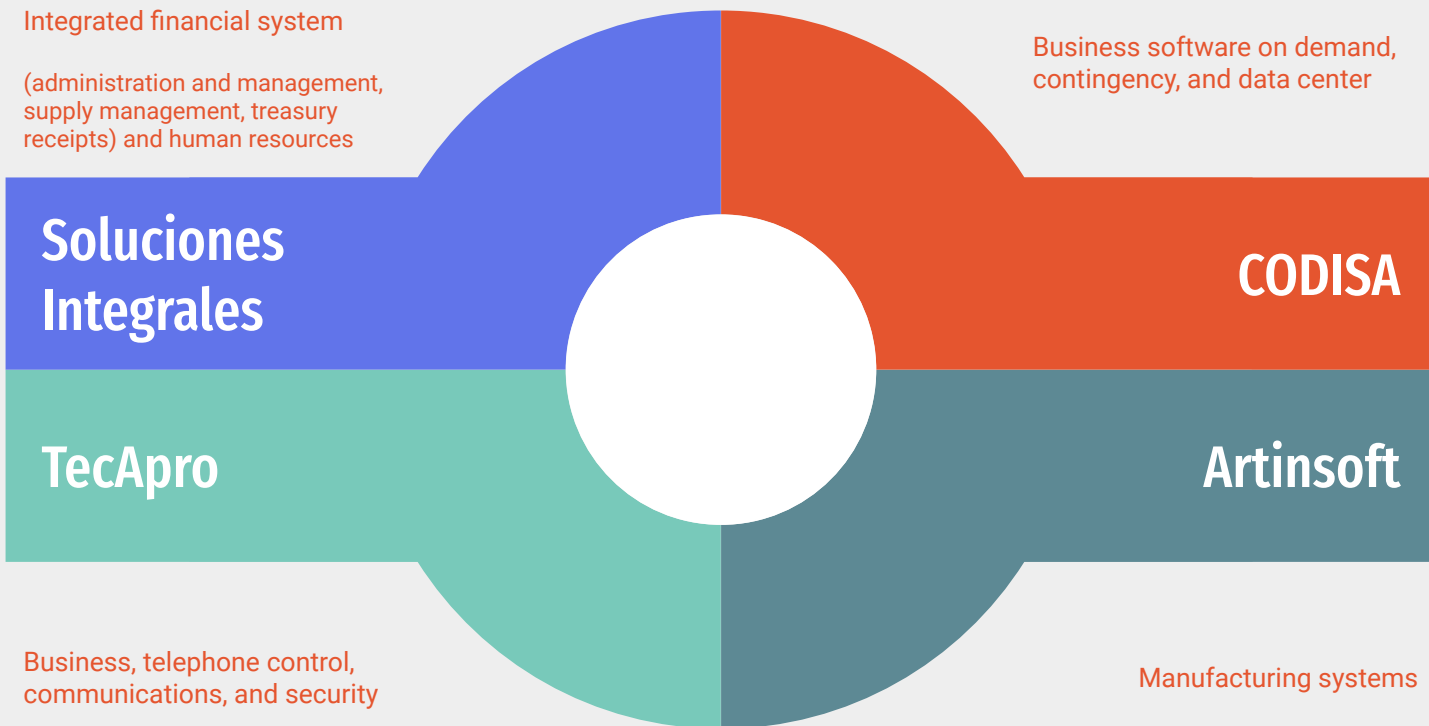 Integrated financial system
(administration and management,
supply management, treasury
receipts) and human resources
Soluciones
Integrales
Business software on demand,
contingency, and data center
CODISA
TecApro
Business, telephone control,
communications, and security
Artinsoft
Manufacturing systems